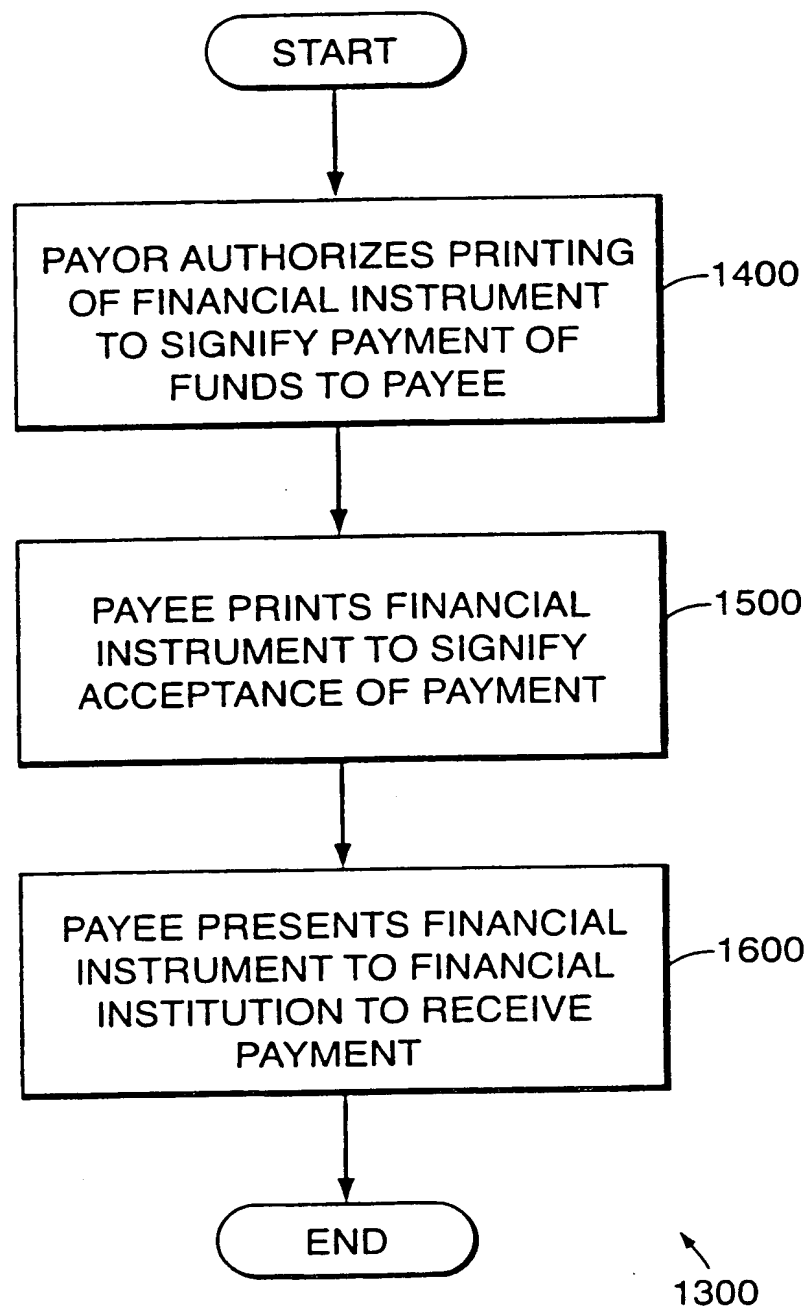 START
PAYOR AUTHORIZES PRINTING
OF FINANCIAL INSTRUMENT
TO SIGNIFY PAYMENT OF
FUNDS TO PAYEE
1400
PAYEE PRINTS FINANCIAL
INSTRUMENT TO SIGNIFY
ACCEPTANCE OF PAYMENT
1500
PAYEE PRESENTS FINANCIAL
INSTRUMENT TO FINANCIAL
INSTITUTION TO RECEIVE
PAYMENT
1600
END
1300